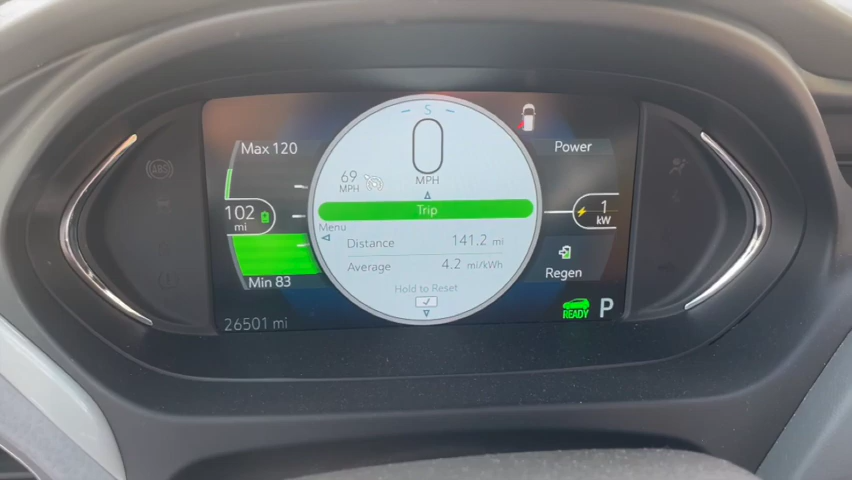 S
Max 120
Power
0
MPH
69
MPH
ABS
Trip
102
mi
1
kW
Menu
Distance 141.2 mi
Average 4.2 mi/kWh
Regen
Min 83
Hold to Reset
26501 mi
READY
P